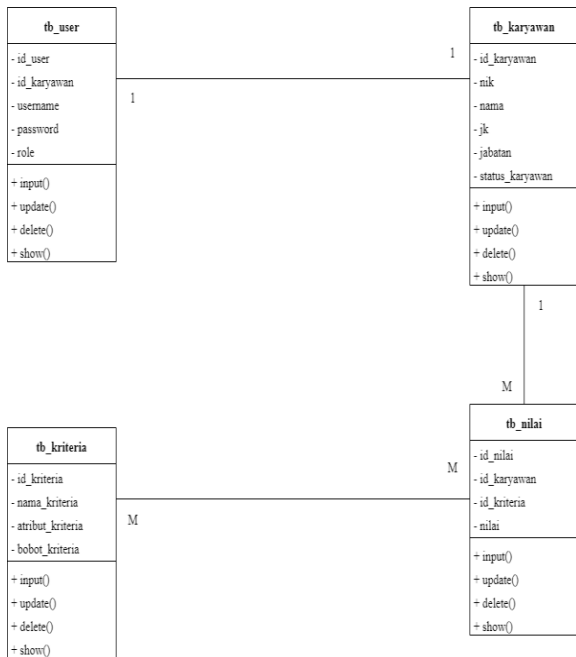 tb_user
- id_user
- id_karyawan
- username
- password
- role
+ input()
+ update()
+ delete()
+ show()
1
1
tb_karyawan
- id_karyawan
- nik
- nama
- jk
- jabatan
- status_karyawan
+ input()
+ update()
+ delete()
+ show()
1
M
tb_kriteria
- id_kriteria
- nama_kriteria
- atribut_kriteria
- bobot_kriteria
+ input()
+ update()
+ delete()
+ show()
M
M
tb_nilai
- id_nilai
- id_karyawan
- id_kriteria
- nilai
+ input()
+ update()
+ delete()
+ show()